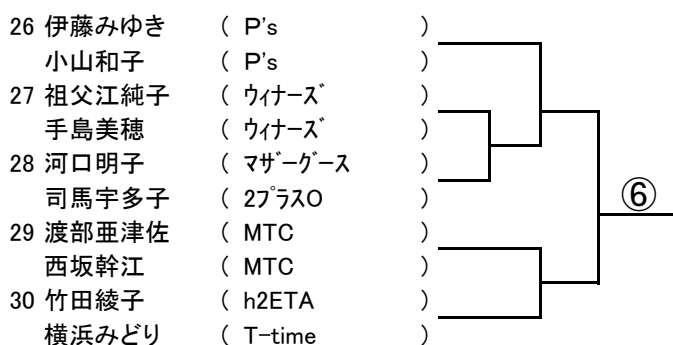 26 伊藤みゆき ( P's )
小山和子 ( P's )
27 祖父江純子 ( ｳｨﾅｰｽﾞ )
手島美穂 ( ｳｨﾅｰｽﾞ )
28 河口明子 ( ﾏｻﾞｰｸﾞｰｽ )
司馬宇多子 ( 2ﾌﾟﾗｽO )
⑥
29 渡部亜津佐 ( MTC )
西坂幹江 ( MTC )
30 竹田綾子 ( h2ETA )
横浜みどり ( T-time )